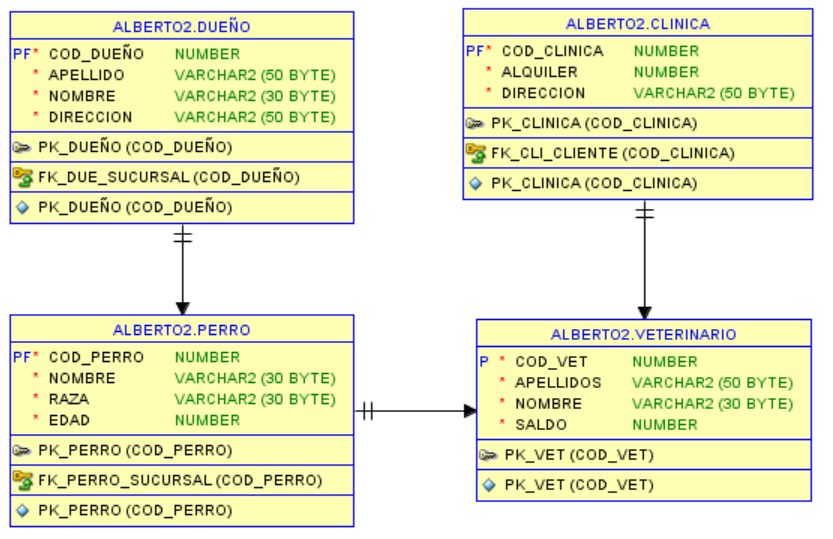 ALBERTO2.DUEÑO
PF* COD_DUEÑO NUMBER
* APELLIDO VARCHAR2 (50 BYTE)
* NOMBRE VARCHAR2 (30 BYTE)
* DIRECCION VARCHAR2 (50 BYTE)
PK_DUEÑO (COD_DUEÑO)
FK_DUE_SUCURSAL (COD_DUEÑO)
PK_DUEÑO (COD_DUEÑO)
ALBERTO2.CLINICA
PF* COD_CLINICA NUMBER
* ALQUILER NUMBER
* DIRECCION VARCHAR2 (50 BYTE)
PK_CLINICA (COD_CLINICA)
FK_CLI_CLIENTE (COD_CLINICA)
PK_CLINICA (COD_CLINICA)
ALBERTO2.PERRO
PF* COD_PERRO NUMBER
* NOMBRE VARCHAR2 (30 BYTE)
* RAZA VARCHAR2 (30 BYTE)
* EDAD NUMBER
PK_PERRO (COD_PERRO)
FK_PERRO_SUCURSAL (COD_PERRO)
PK_PERRO (COD_PERRO)
ALBERTO2.VETERINARIO
P * COD_VET NUMBER
* APELLIDOS VARCHAR2 (50 BYTE)
* NOMBRE VARCHAR2 (30 BYTE)
* SALDO NUMBER
PK_VET (COD_VET)
PK_VET (COD_VET)